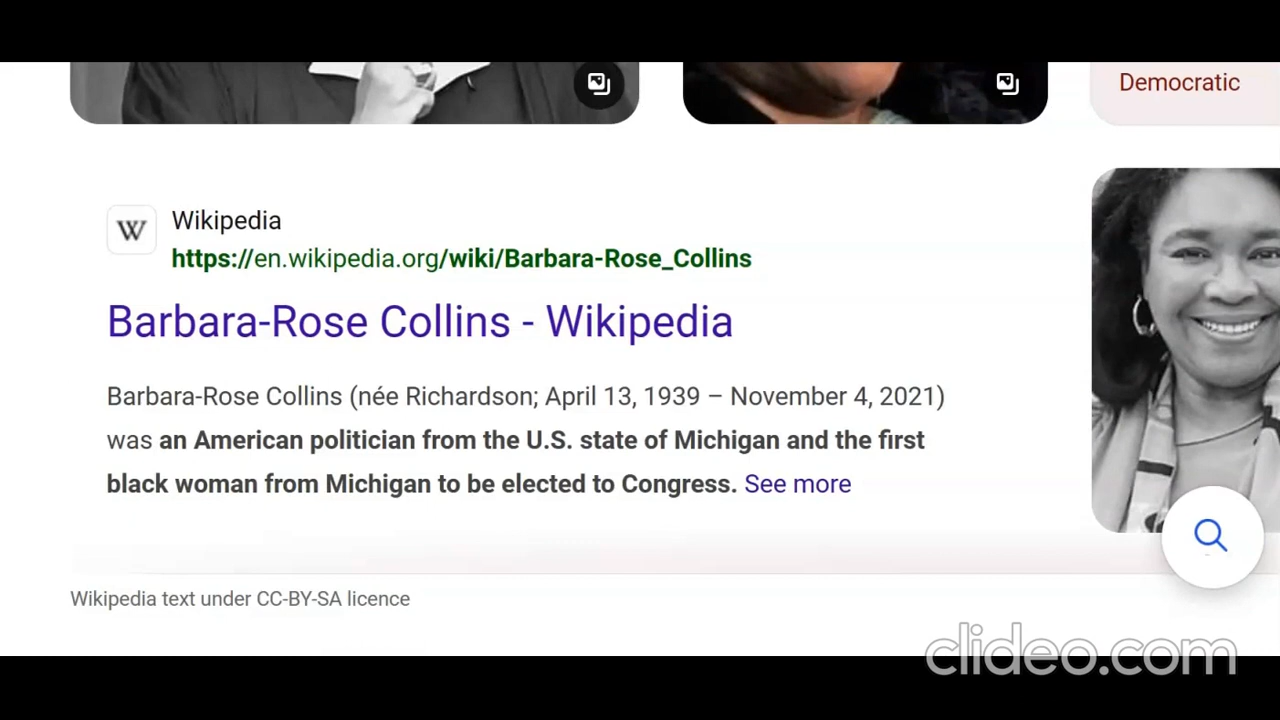 Democratic
W
Wikipedia
https://en.wikipedia.org/wiki/Barbara-Rose_Collins
Barbara-Rose Collins - Wikipedia
Barbara-Rose Collins (née Richardson; April 13, 1939 – November 4, 2021)
was an American politician from the U.S. state of Michigan and the first
black woman from Michigan to be elected to Congress. See more
Wikipedia text under CC-BY-SA licence
clideo.com